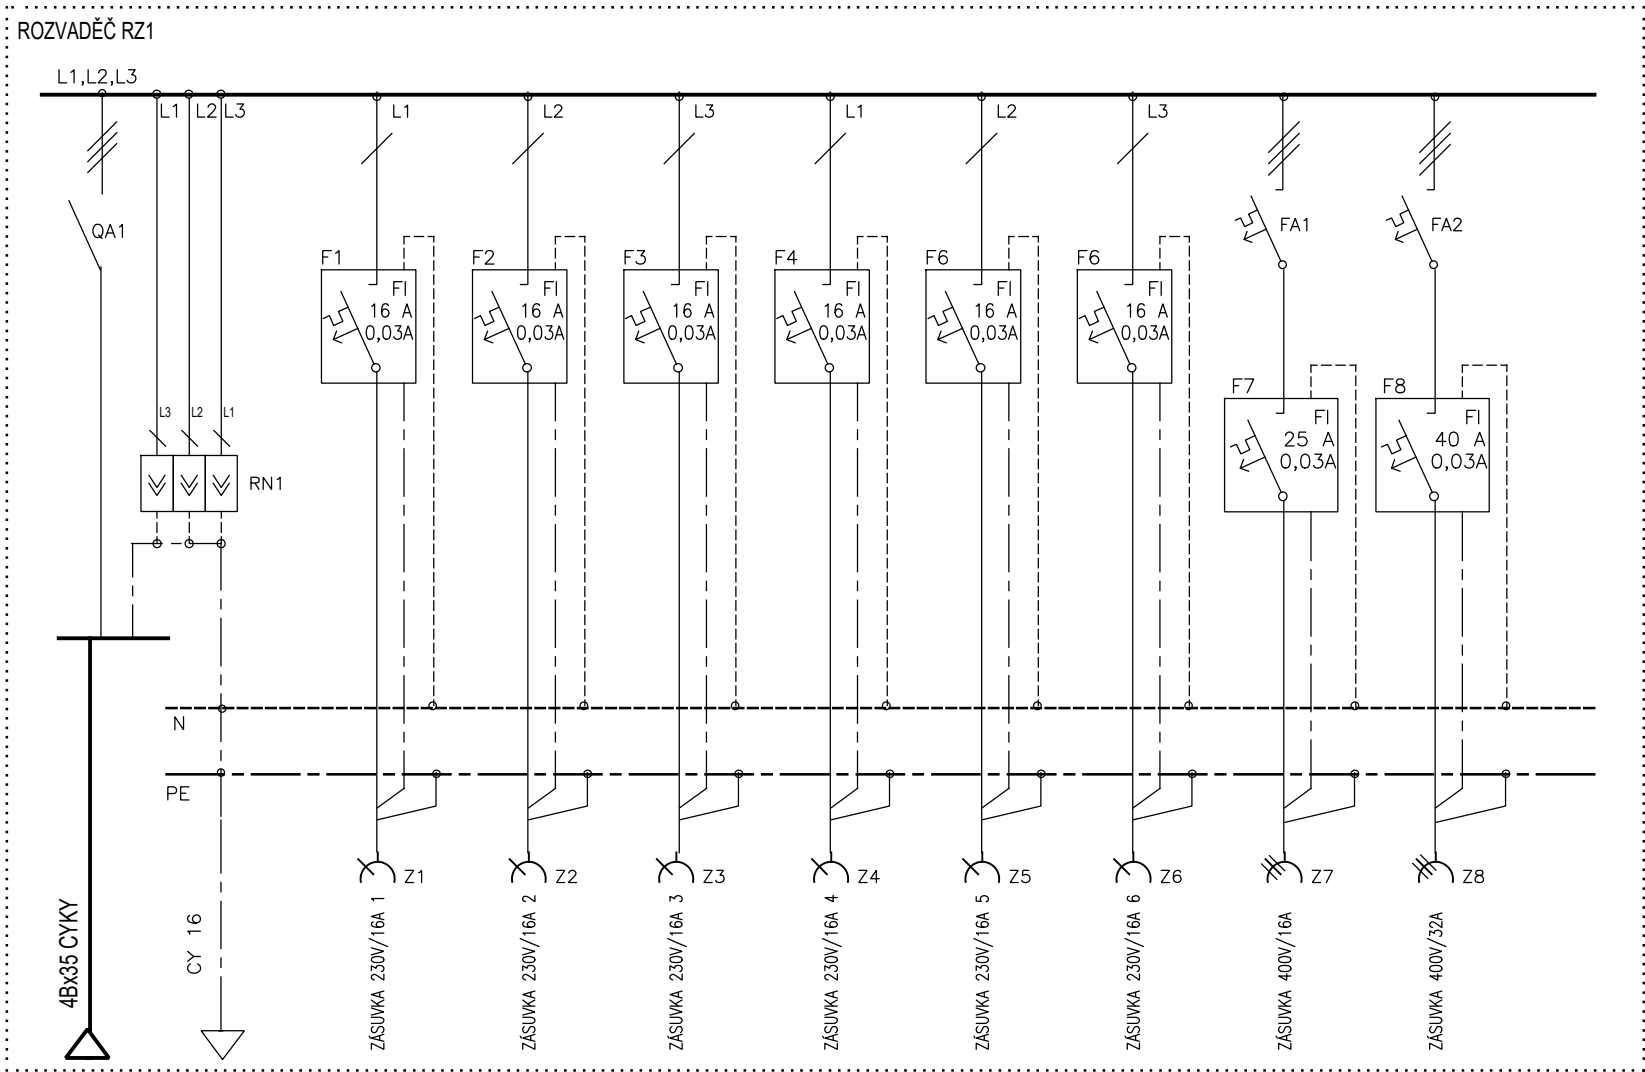 ROZVADĚČ RZ1
L1,L2,L3
L1 L2 L3 L1 L2 L3 L1 L2 L3
QA1 FA1 FA2
F1 F2 F3 F4 F6 F6
FI FI FI FI FI FI
16 A 16 A 16 A 16 A 16 A 16 A
0,03A 0,03A 0,03A 0,03A 0,03A 0,03A
F7 F8
L3 L2 L1
FI FI
25 A 40 A
0,03A 0,03A
RN1
N
PE
Z1 Z2 Z3 Z4 Z5 Z6 Z7 Z8
4Bx35 CYKY
CY 16
ZÁSUVKA 230V/16A 1
ZÁSUVKA 230V/16A 2
ZÁSUVKA 230V/16A 3
ZÁSUVKA 230V/16A 4
ZÁSUVKA 230V/16A 5
ZÁSUVKA 230V/16A 6
ZÁSUVKA 400V/16A
ZÁSUVKA 400V/32A